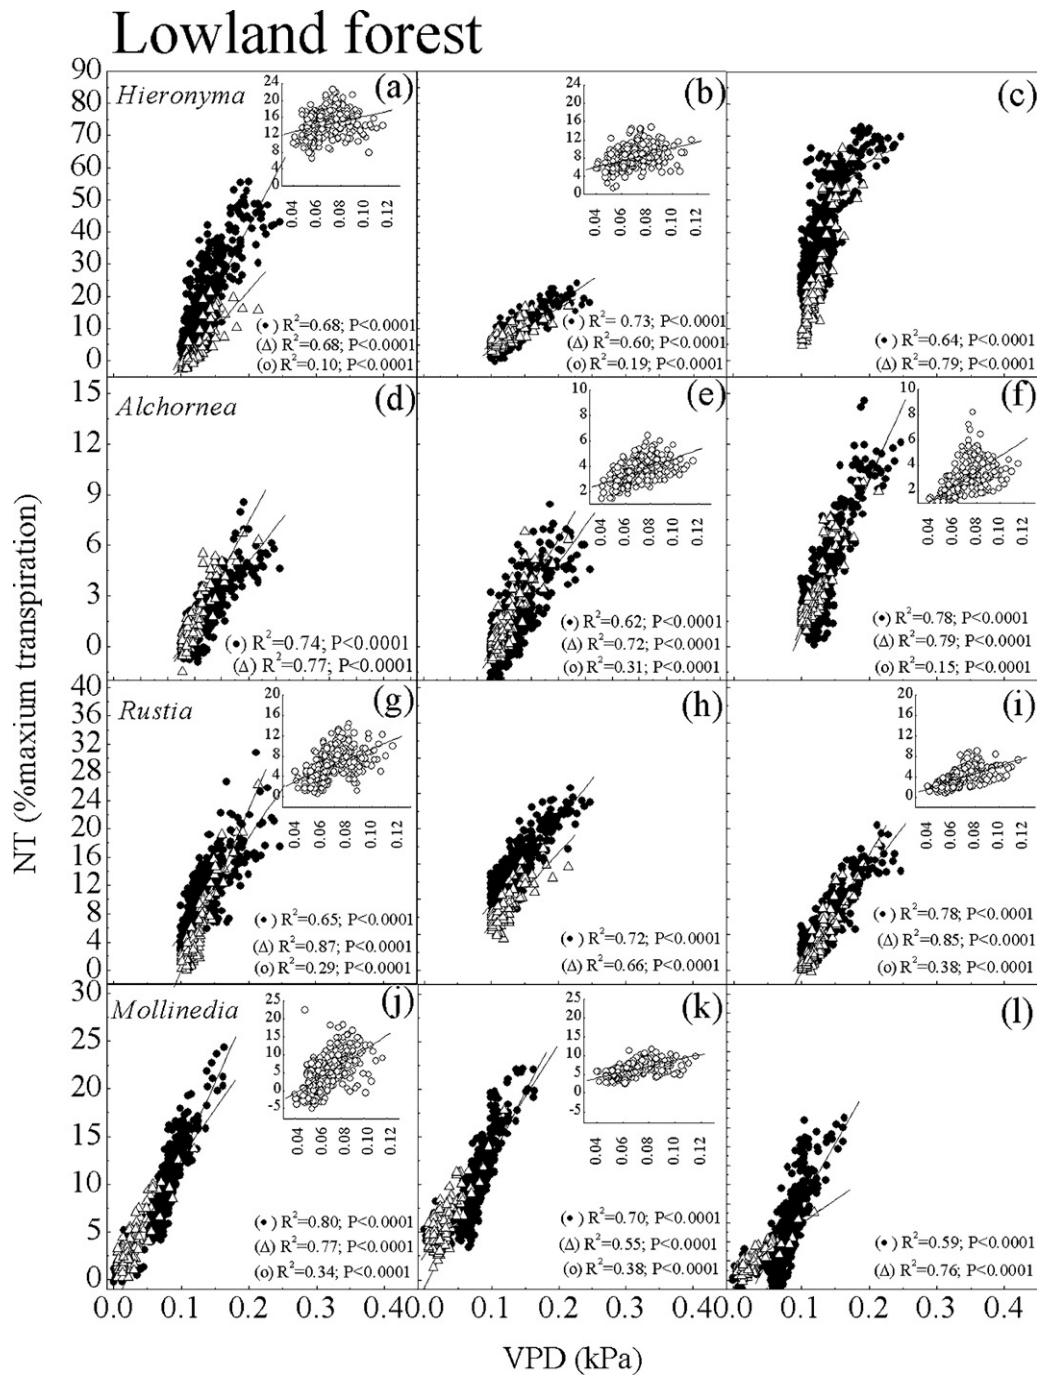 Lowland forest
NT (%maxium transpiration)
Hieronyma
(a)
90
80
70
60
50
40
30
20
10
0
24
20
16
12
8
4
0
0.04
0.06
0.08
0.10
0.12
(•) R²=0.68; P<0.0001
(Δ) R²=0.68; P<0.0001
(o) R²=0.10; P<0.0001
(b)
24
20
16
12
8
4
0
0.04
0.06
0.08
0.10
0.12
(•) R²= 0.73; P<0.0001
(Δ) R²=0.60; P<0.0001
(o) R²=0.19; P<0.0001
(c)
(•) R²=0.64; P<0.0001
(Δ) R²=0.79; P<0.0001
Alchornea
(d)
15
12
9
6
3
0
(•) R²=0.74; P<0.0001
(Δ) R²=0.77; P<0.0001
(e)
10
8
6
4
2
0.04
0.06
0.08
0.10
0.12
(•) R²=0.62; P<0.0001
(Δ) R²=0.72; P<0.0001
(o) R²=0.31; P<0.0001
(f)
10
8
6
4
2
0.04
0.06
0.08
0.10
0.12
(•) R²=0.78; P<0.0001
(Δ) R²=0.79; P<0.0001
(o) R²=0.15; P<0.0001
Rustia
(g)
40
36
32
28
24
20
16
12
8
4
0
20
16
12
8
4
0
0.04
0.06
0.08
0.10
0.12
(•) R²=0.65; P<0.0001
(Δ) R²=0.87; P<0.0001
(o) R²=0.29; P<0.0001
(h)
(•) R²=0.72; P<0.0001
(Δ) R²=0.66; P<0.0001
(i)
20
16
12
8
4
0
0.04
0.06
0.08
0.10
0.12
(•) R²=0.78; P<0.0001
(Δ) R²=0.85; P<0.0001
(o) R²=0.38; P<0.0001
Mollinedia
(j)
30
25
20
15
10
5
0
25
20
15
10
5
0
-5
0.04
0.06
0.08
0.10
0.12
(•) R²=0.80; P<0.0001
(Δ) R²=0.77; P<0.0001
(o) R²=0.34; P<0.0001
(k)
25
20
15
10
5
0
-5
0.04
0.06
0.08
0.10
0.12
(•) R²=0.70; P<0.0001
(Δ) R²=0.55; P<0.0001
(o) R²=0.38; P<0.0001
(l)
(•) R²=0.59; P<0.0001
(Δ) R²=0.76; P<0.0001
0.0 0.1 0.2 0.3 0.40.0 0.1 0.2 0.3 0.40.0 0.1 0.2 0.3 0.4
VPD (kPa)